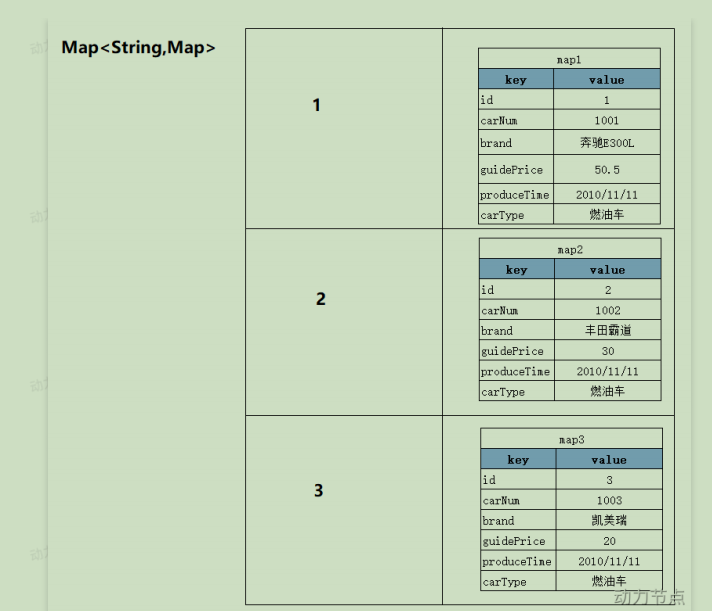 Map<String,Map>
1
map1
key value
id 1
carNum 1001
brand 奔驰E300L
guidePrice 50.5
produceTime 2010/11/11
carType 燃油车
2
map2
key value
id 2
carNum 1002
brand 丰田霸道
guidePrice 30
produceTime 2010/11/11
carType 燃油车
3
map3
key value
id 3
carNum 1003
brand 凯美瑞
guidePrice 20
produceTime 2010/11/11
carType 燃油车
动力节点